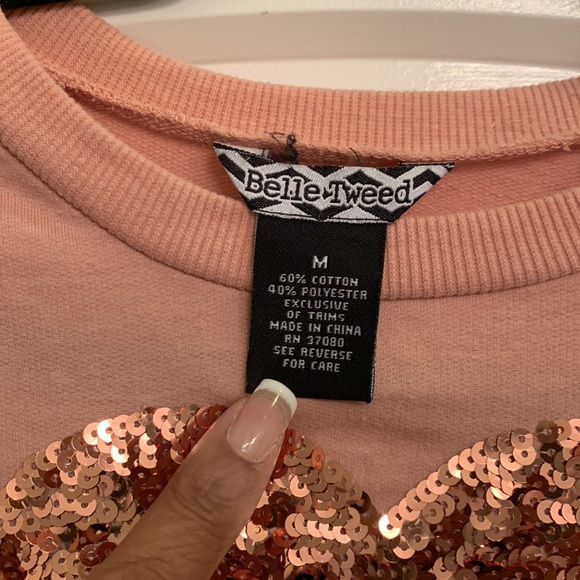 Belle Tweed
M
60% COTTON
40% POLYESTER
EXCLUSIVE
OF TRIMS
MADE IN CHINA
RN 37080
SEE REVERSE
FOR CARE